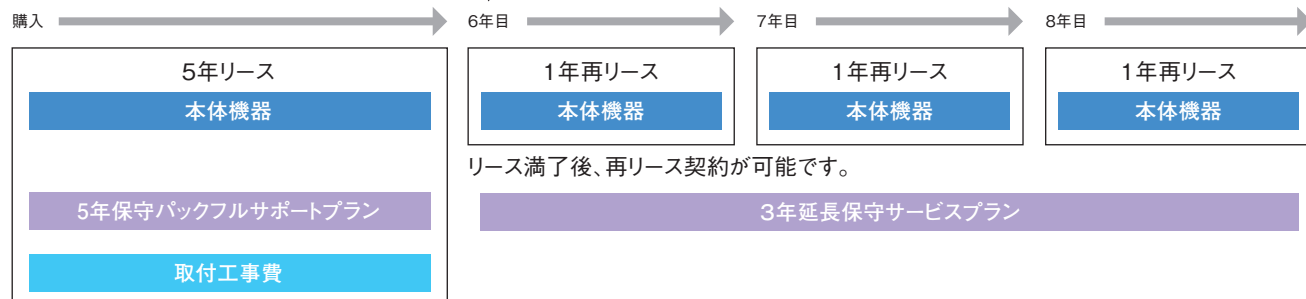 購入
6年目
7年目
8年目
5年リース
本体機器
1年再リース
本体機器
1年再リース
本体機器
1年再リース
本体機器
リース満了後、再リース契約が可能です。
5年保守パックフルサポートプラン
3年延長保守サービスプラン
取付工事費